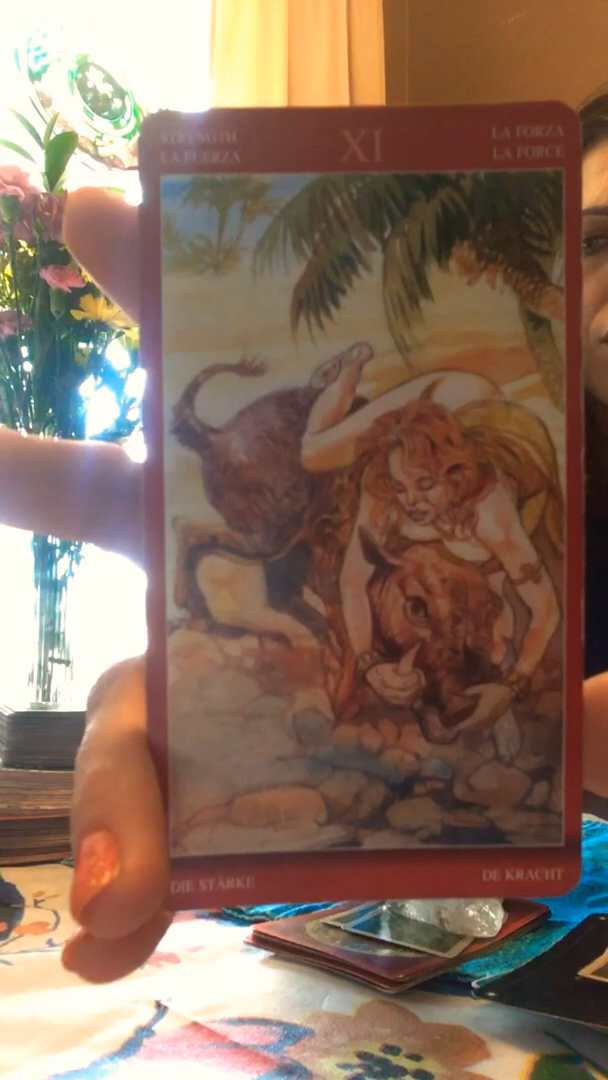 STRENGTH
LA FUERZA
XI
LA FORZA
LA FORCE
DIE STÄRKE
DE KRACHT